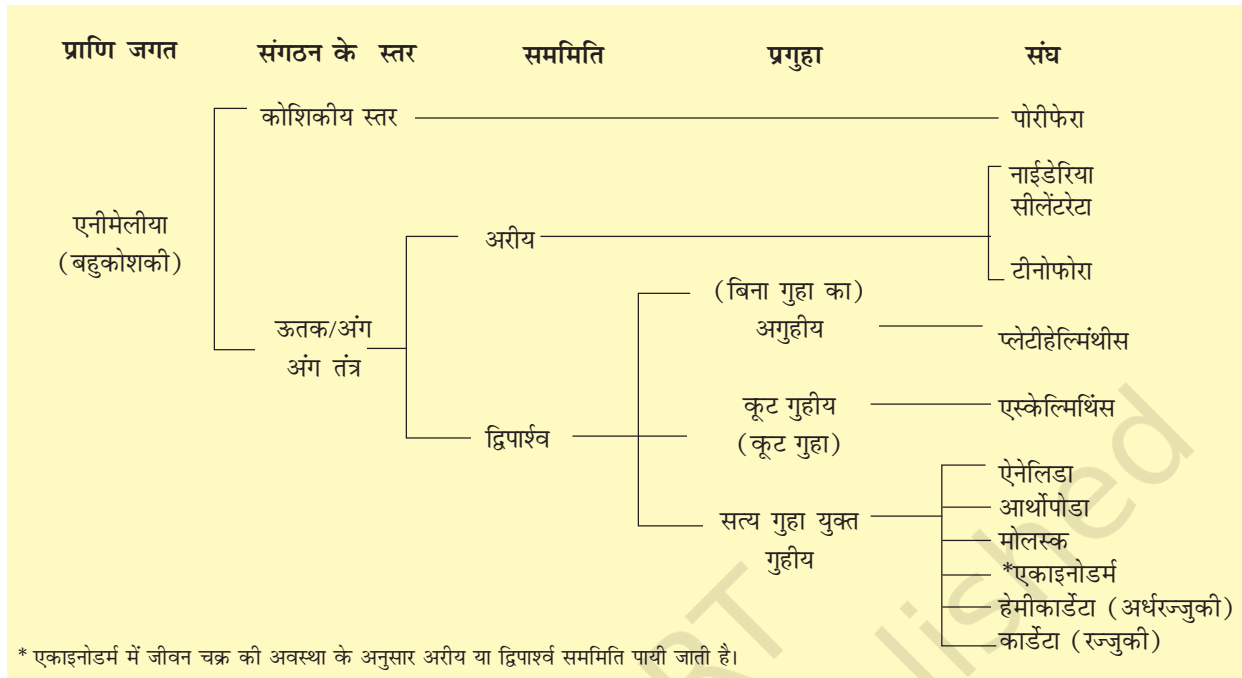 प्राणि जगत संगठन के स्तर सममिति प्रगुहा संघ
कोशिकीय स्तर पोरीफेरा
नाईडेरिया
सीलेंटरेटा
एनीमेलीया
(बहुकोशकी)
अरीय
टीनोफोरा
(बिना गुहा का)
अगुहीय प्लेटीहेल्मिंथीस
ऊतक/अंग
अंग तंत्र
कूट गुहीय एस्केल्मिथिंस
(कूट गुहा)
द्विपार्श्व
ऐनेलिडा
आर्थोपोडा
सत्य गुहा युक्त
गुहीय
मोलस्क
*एकाइनोडर्म
हेमीकार्डेटा (अर्धरज्जुकी)
कार्डेटा (रज्जुकी)
* एकाइनोडर्म में जीवन चक्र की अवस्था के अनुसार अरीय या द्विपार्श्व सममिति पायी जाती है।